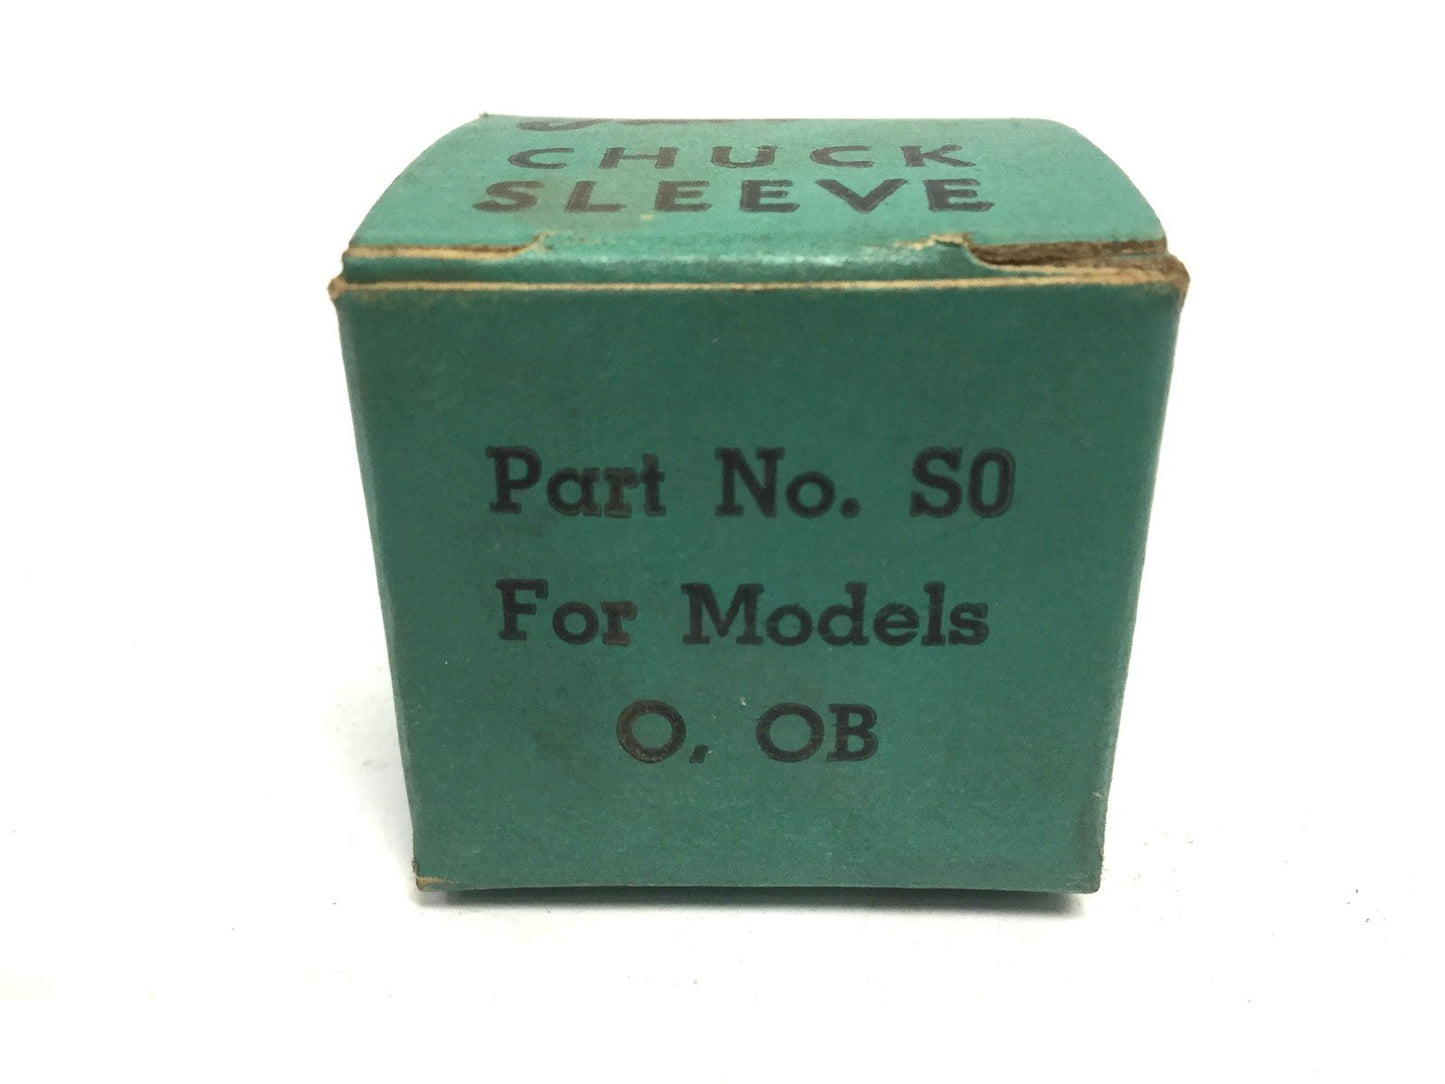 CHUCK
SLEEVE
Part No. S0
For Models
O, OB